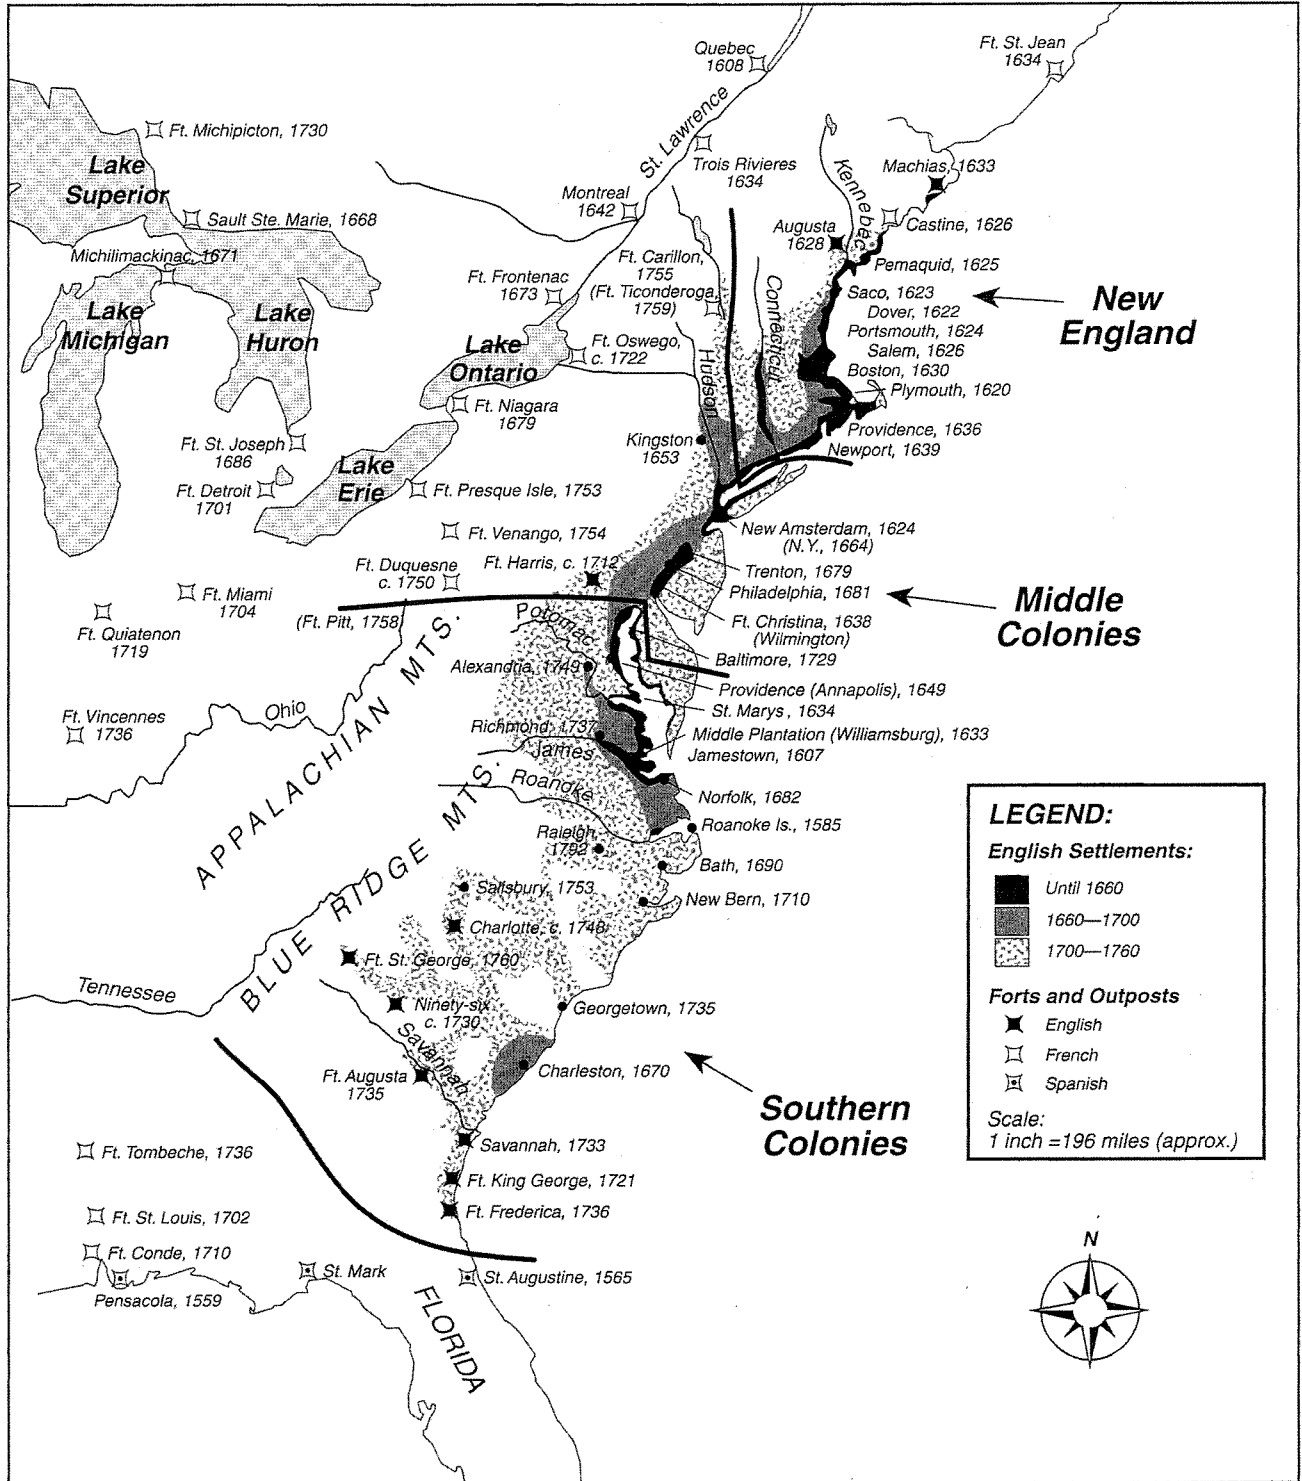 Quebec
1608
Ft. St. Jean
1634
Ft. Michipicton, 1730
St. Lawrence
Trois Rivieres
1634
Kennebec
Machias, 1633
Lake
Superior
Montreal
1642
Sault Ste. Marie, 1668
Castine, 1626
Augusta
1628
Michilimackinac, 1671
Ft. Carillon,
1755
(Ft. Ticonderoga,
1759)
Pemaquid, 1625
Ft. Frontenac
1673
Connecticut
Saco, 1623
Dover, 1622
Portsmouth, 1624
Salem, 1626
Boston, 1630
Plymouth, 1620
New
England
Lake
Michigan
Lake
Huron
Lake
Ontario
Ft. Oswego,
c. 1722
Hudson
Ft. Niagara
1679
Providence, 1636
Newport, 1639
Kingston
1653
Ft. St. Joseph
1686
Lake
Erie
Ft. Detroit
1701
Ft. Presque Isle, 1753
Ft. Venango, 1754
New Amsterdam, 1624
(N.Y., 1664)
Ft. Duquesne
c. 1750
Ft. Harris, c. 1712
Trenton, 1679
Philadelphia, 1681
Middle
Colonies
Ft. Miami
1704
Ft. Quiatenon
1719
(Ft. Pitt, 1758)
Potomac
Ft. Christina, 1638
(Wilmington)
Baltimore, 1729
Alexandria, 1749
Providence (Annapolis), 1649
St. Marys, 1634
Ft. Vincennes
1736
Ohio
Richmond, 1737
Middle Plantation (Williamsburg), 1633
James
Jamestown, 1607
APPALACHIAN MTS.
Roanoke
Norfolk, 1682
Roanoke Is., 1585
Raleigh,
1792
Bath, 1690
BLUE RIDGE MTS.
Salisbury, 1753
New Bern, 1710
Charlotte, c. 1748
Ft. St. George, 1760
Tennessee
Ninety-six
c. 1730
Georgetown, 1735
Savannah
Charleston, 1670
Ft. Augusta
1735
Southern
Colonies
Savannah, 1733
Ft. Tombeche, 1736
Ft. King George, 1721
Ft. St. Louis, 1702
Ft. Frederica, 1736
Ft. Conde, 1710
St. Mark
St. Augustine, 1565
Pensacola, 1559
FLORIDA
LEGEND:
English Settlements:
Until 1660
1660—1700
1700—1760
Forts and Outposts
English
French
Spanish
Scale:
1 inch =196 miles (approx.)
N